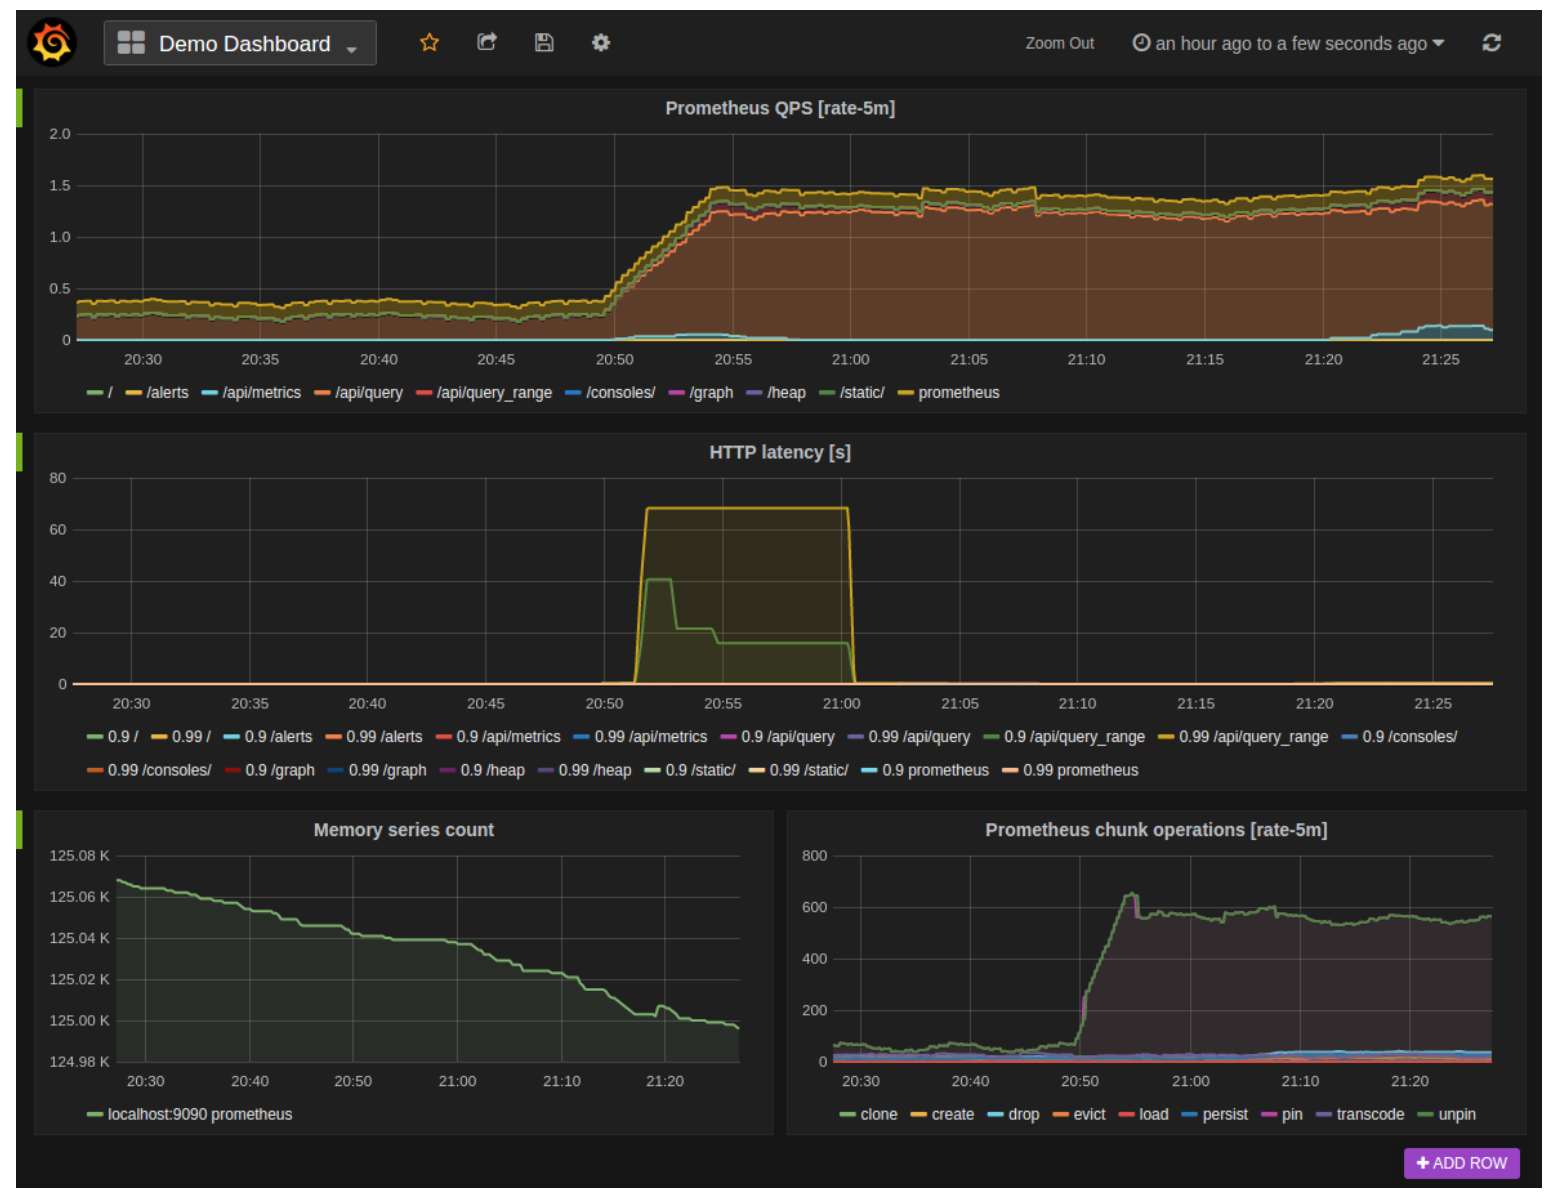 Demo Dashboard
Zoom Out
an hour ago to a few seconds ago
Prometheus QPS [rate-5m]
2.0
1.5
1.0
0.5
0
20:30 20:35 20:40 20:45 20:50 20:55 21:00 21:05 21:10 21:15 21:20 21:25
/ /alerts /api/metrics /api/query /api/query_range /consoles/ /graph /heap /static/ prometheus
HTTP latency [s]
80
60
40
20
0
20:30 20:35 20:40 20:45 20:50 20:55 21:00 21:05 21:10 21:15 21:20 21:25
0.9 / 0.99 / 0.9 /alerts 0.99 /alerts 0.9 /api/metrics 0.99 /api/metrics 0.9 /api/query 0.99 /api/query 0.9 /api/query_range 0.99 /api/query_range 0.9 /consoles/
0.99 /consoles/ 0.9 /graph 0.99 /graph 0.9 /heap 0.99 /heap 0.9 /static/ 0.99 /static/ 0.9 prometheus 0.99 prometheus
Memory series count
125.08 K
125.06 K
125.04 K
125.02 K
125.00 K
124.98 K
20:30 20:40 20:50 21:00 21:10 21:20
localhost:9090 prometheus
Prometheus chunk operations [rate-5m]
800
600
400
200
0
20:30 20:40 20:50 21:00 21:10 21:20
clone create drop evict load persist pin transcode unpin
ADD ROW